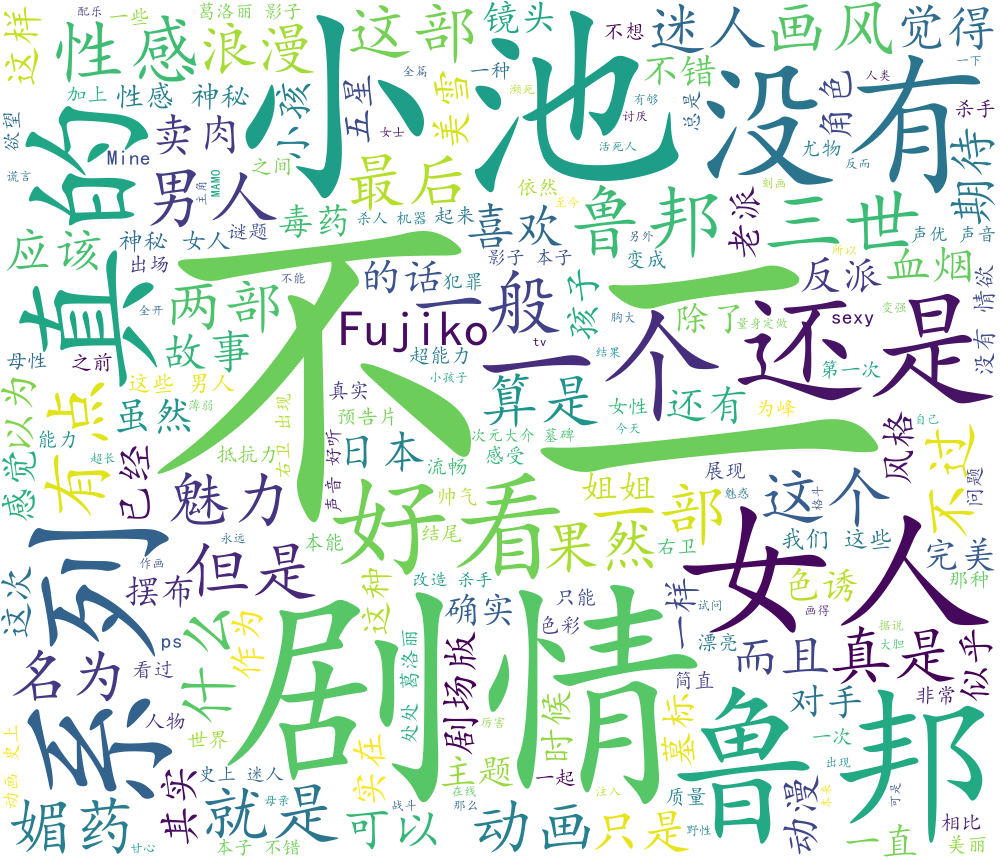 配乐
葛洛丽 影子
这样
一些
性感
浪漫
这部
镜头
不想
迷人
画风
觉得
小池
没有
全篇
一种
不错
人类
一下
加上
性感 神秘
小孩
五星
美雪
濒死
有够
讨厌
总是
角色
杀手
期待
欲望
真的
卖肉
女士
活死人
尤物
反而
谎言
Mine
之间
男人
主角
MAMO
最后
依然
至今
刻画
毒药
杀人 机器
起来
喜欢
鲁邦
三世
老派
声优 声音
应该
神秘 女人
谜题
影子 本子
另外
变成
所以
出场
不二
不能
的话
犯罪
一般
孩子
反派
血烟
情欲
没有
两部
Fujiko
胸大
除了
量身定做
sexy
变强
母性
之前
故事
tv
超能力
结果
一个
还是
第一次
这些 男人
真实
小孩子
算是
女性
还有
为峰
自己
感觉
以为
有点
虽然
薄弱
出现
预告片
次元大介
墓碑
今天
风格
不过
能力
超长
已经
抵抗力
右卫
好听
声音
日本
流畅
感受
展现
问题
魅力
好看
帅气
姐姐
一部
魅惑
格斗
这个
系列
但是
永远
本能
结尾
果然
右卫
女人
我们 这些
完美
这次
作画
摆布
这种
改造 杀手
只能
一样
试问
色诱
画得
那种
名为
ps
什么
作为
剧情
确实
色彩
漂亮
而且
真是
据说
大胆
似乎
看过
处处
葛洛丽
剧场版
厉害
时候
墓标
简直
鲁邦
非常
人物
世界
对手
动画 史上
其实
史上 迷人
实在
主题
一起
注人
质量
一次
出现
本来
媚药
就是
母亲
战斗
在线
那么
动画
只是
野性
动漫
可是
相比
甘心
本子 不错
可以
一直
美丽